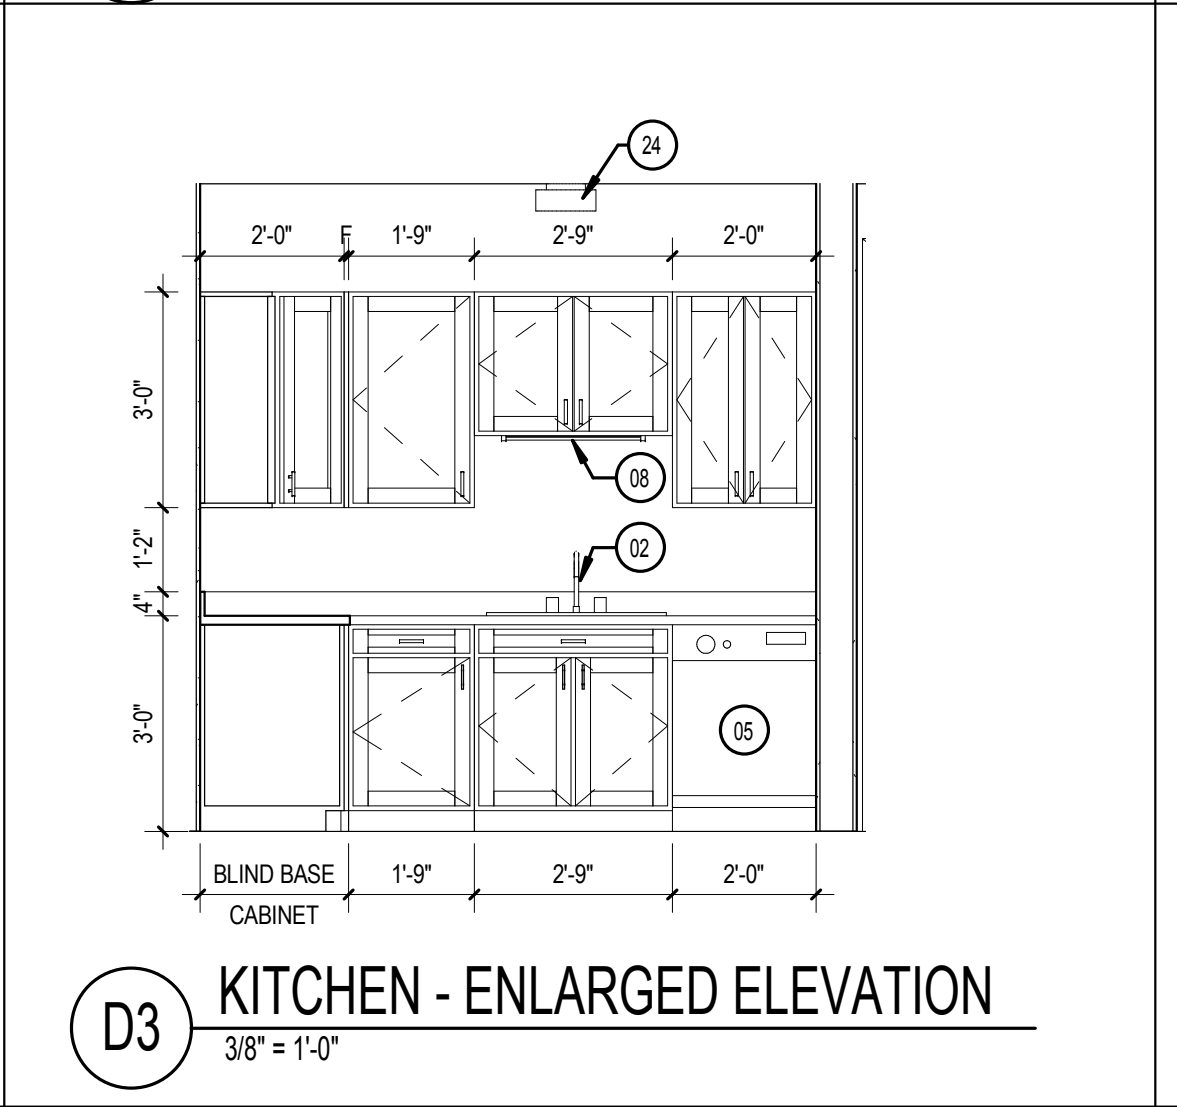 24
2'-0" F 1'-9" 2'-9" 2'-0"
3'-0"
08
1'-2"
02
4"
3'-0"
05
BLIND BASE 1'-9" 2'-9" 2'-0"
CABINET
D3 KITCHEN - ENLARGED ELEVATION
3/8" = 1'-0"